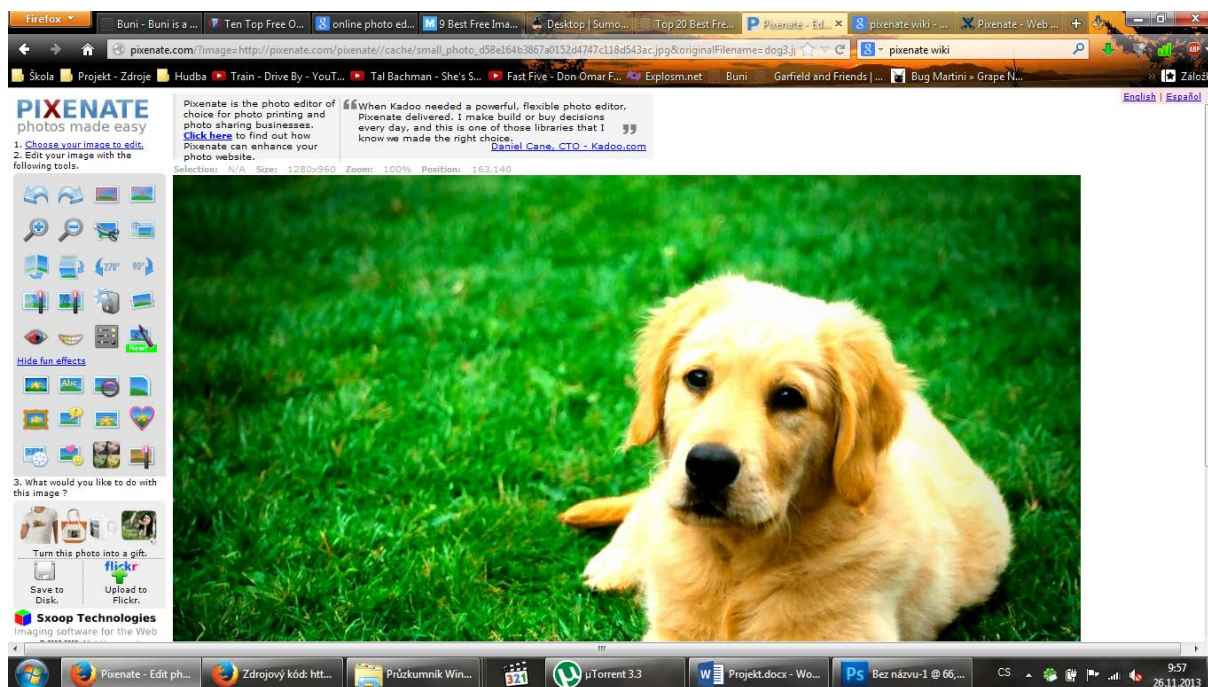 Firefox
Buni - Buni is a ...
Ten Top Free O...
online photo ed...
9 Best Free Ima...
Desktop | Sumo...
Top 20 Best Fre...
Pixenate - Ed...
pixenate wiki - ...
Pixenate - Web ...
pixenate.com/?image=http://pixenate.com/pixenate//cache/small_photo_d58e164b3867a0152d4747c118d543ac.jpg&originalFilename=dog3.j
pixenate wiki
Škola
Projekt - Zdroje
Hudba
Train - Drive By - YouT...
Tal Bachman - She's S...
Fast Five - Don Omar F...
Explosm.net
Buni
Garfield and Friends | ...
Bug Martini » Grape N...
Zálož
PIXENATE
photos made easy
English | Español
Pixenate is the photo editor of
choice for photo printing and
photo sharing businesses.
Click here to find out how
Pixenate can enhance your
photo website.
When Kadoo needed a powerful, flexible photo editor,
Pixenate delivered. I make build or buy decisions
every day, and this is one of those libraries that I
know we made the right choice.
Daniel Cane, CTO - Kadoo.com
1. Choose your image to edit.
2. Edit your image with the
following tools.
Selection: N/A Size: 1280x960 Zoom: 100% Position: 163,140
270°
90°
New!
Hide fun effects
Abc
3. What would you like to do with
this image ?
Turn this photo into a gift.
flickr
Save to
Disk.
Upload to
Flickr.
Sxoop Technologies
Imaging software for the Web
Pixenate - Edit ph...
Zdrojový kód: htt...
Průzkumník Win...
321
µTorrent 3.3
Projekt.docx - Wo...
Bez názvu-1 @ 66,...
CS
9:57
26.11.2013